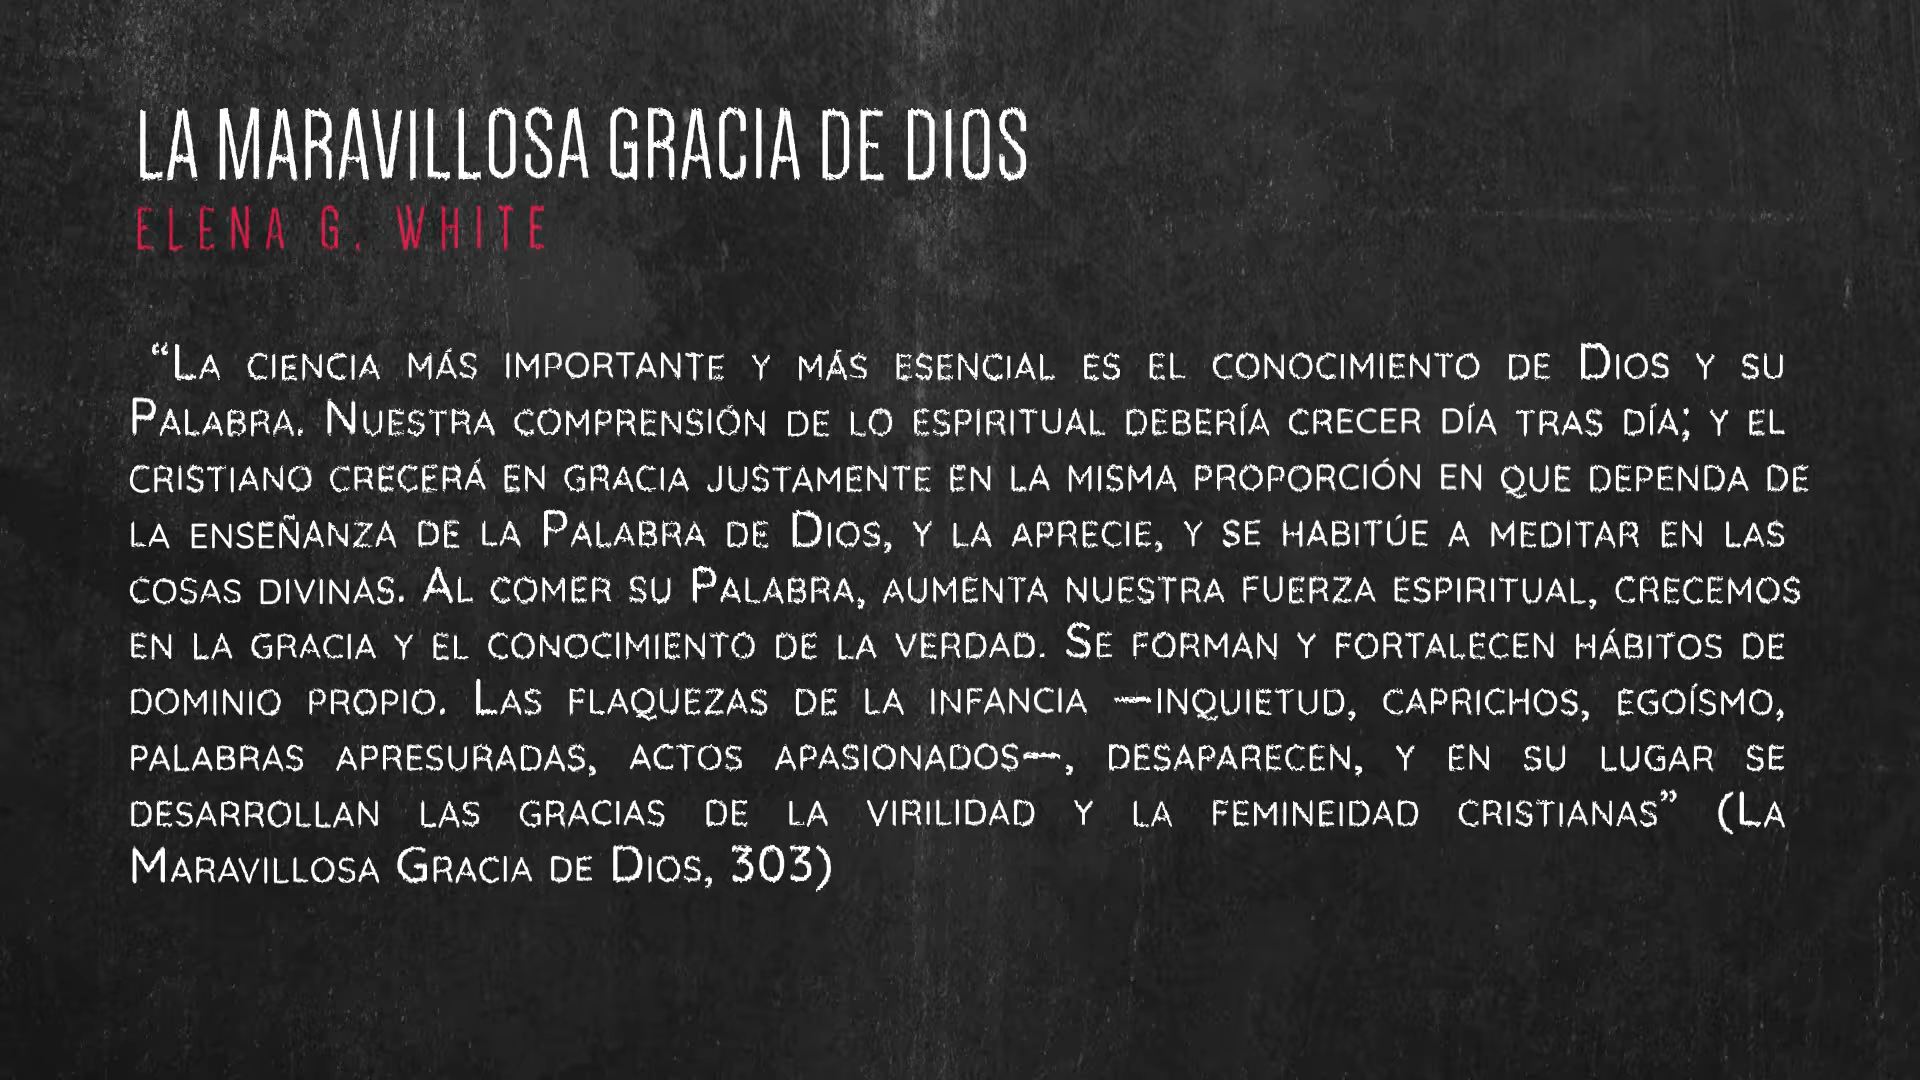 LA MARAVILLOSA GRACIA DE DIOS
ELENA G. WHITE
“La ciencia más importante y más esencial es el conocimiento de Dios y su
Palabra. Nuestra comprensión de lo espiritual debería crecer día tras día; y el
cristiano crecerá en gracia justamente en la misma proporción en que dependa de
la enseñanza de la Palabra de Dios, y la aprecie, y se habitúe a meditar en las
cosas divinas. Al comer su Palabra, aumenta nuestra fuerza espiritual, crecemos
en la gracia y el conocimiento de la verdad. Se forman y fortalecen hábitos de
dominio propio. Las flaquezas de la infancia —inquietud, caprichos, egoísmo,
palabras apresuradas, actos apasionados—, desaparecen, y en su lugar se
desarrollan las gracias de la virilidad y la femineidad cristianas” (La
Maravillosa Gracia de Dios, 303)